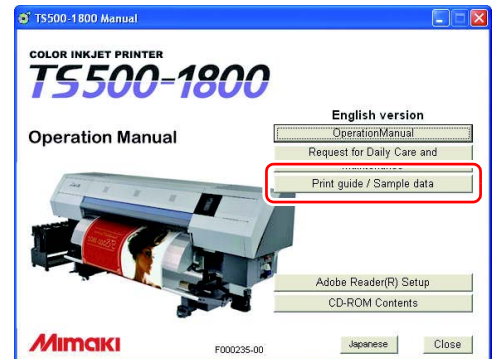 TS500-1800 Manual
COLOR INKJET PRINTER
TS500-1800
English version
Operation Manual
OperationManual
Request for Daily Care and
Maintenance
Print guide / Sample data
Adobe Reader(R) Setup
CD-ROM Contents
Mimaki
F000235-00
Japanese
Close